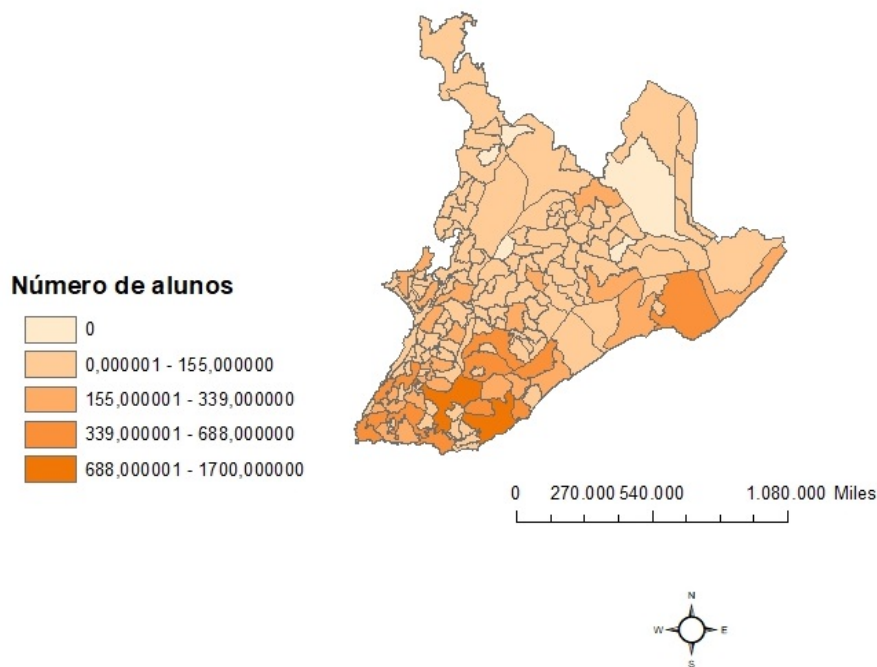 Número de alunos
0
0,000001 - 155,000000
155,000001 - 339,000000
339,000001 - 688,000000
688,000001 - 1700,000000
0 270.000 540.000 1.080.000 Miles
N
W E
S